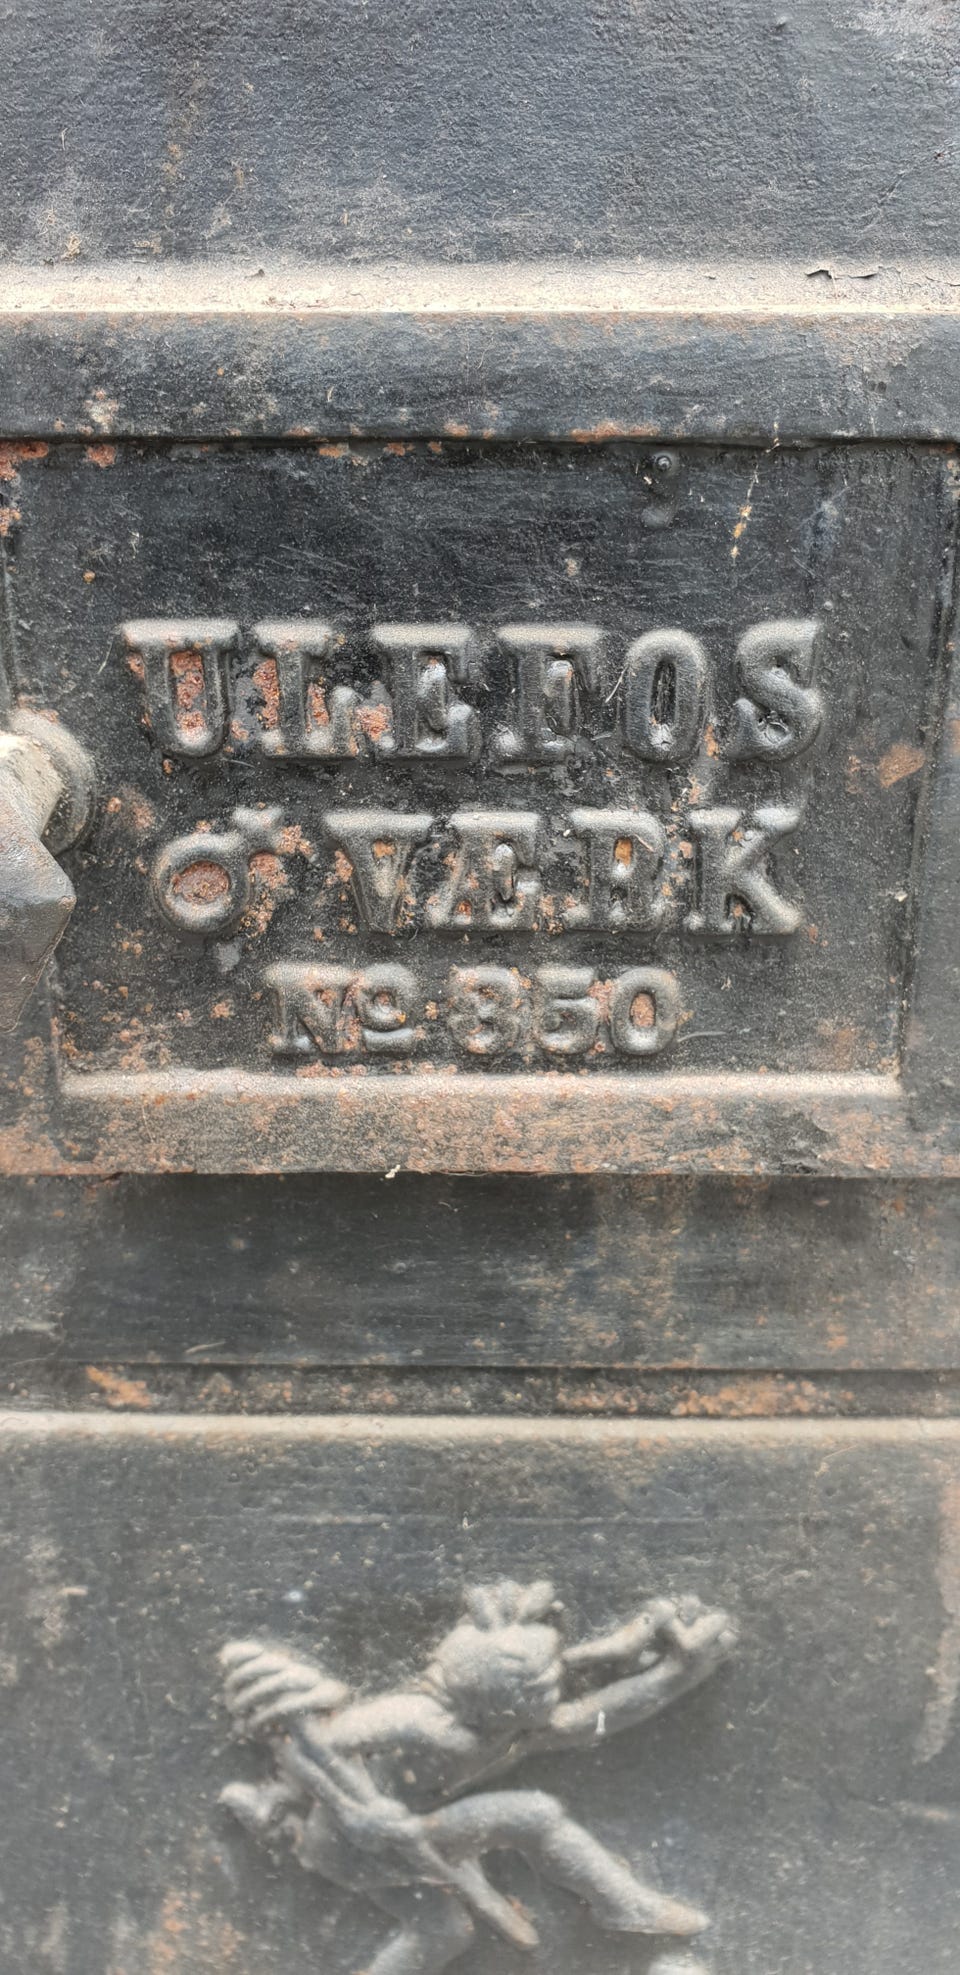 ULEFOS
♂ VÆRK
Nº 350